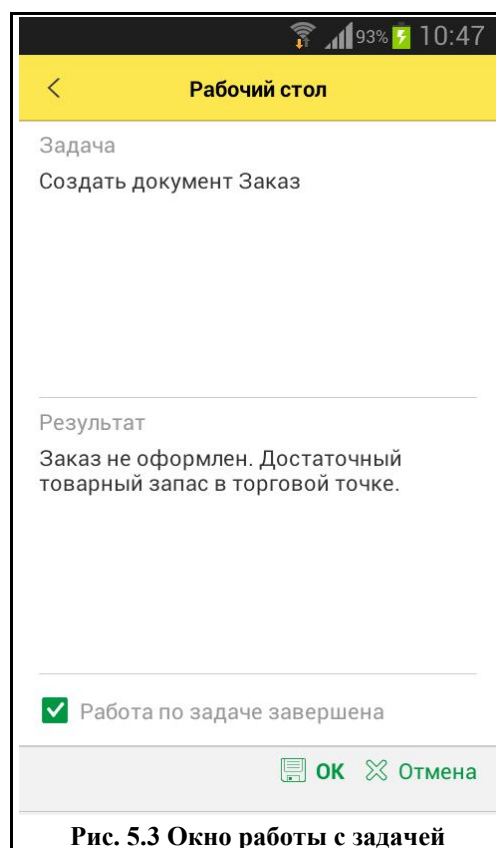 93% 10:47
Рабочий стол
Задача
Создать документ Заказ
Результат
Заказ не оформлен. Достаточный
товарный запас в торговой точке.
Работа по задаче завершена
ОК Отмена
Рис. 5.3 Окно работы с задачей